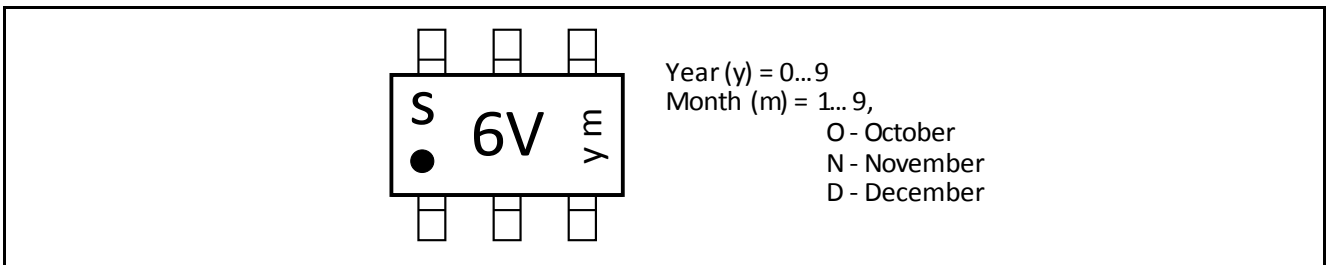 S
6V
y m
Year (y) = 0...9
Month (m) = 1... 9,
O - October
N - November
D - December